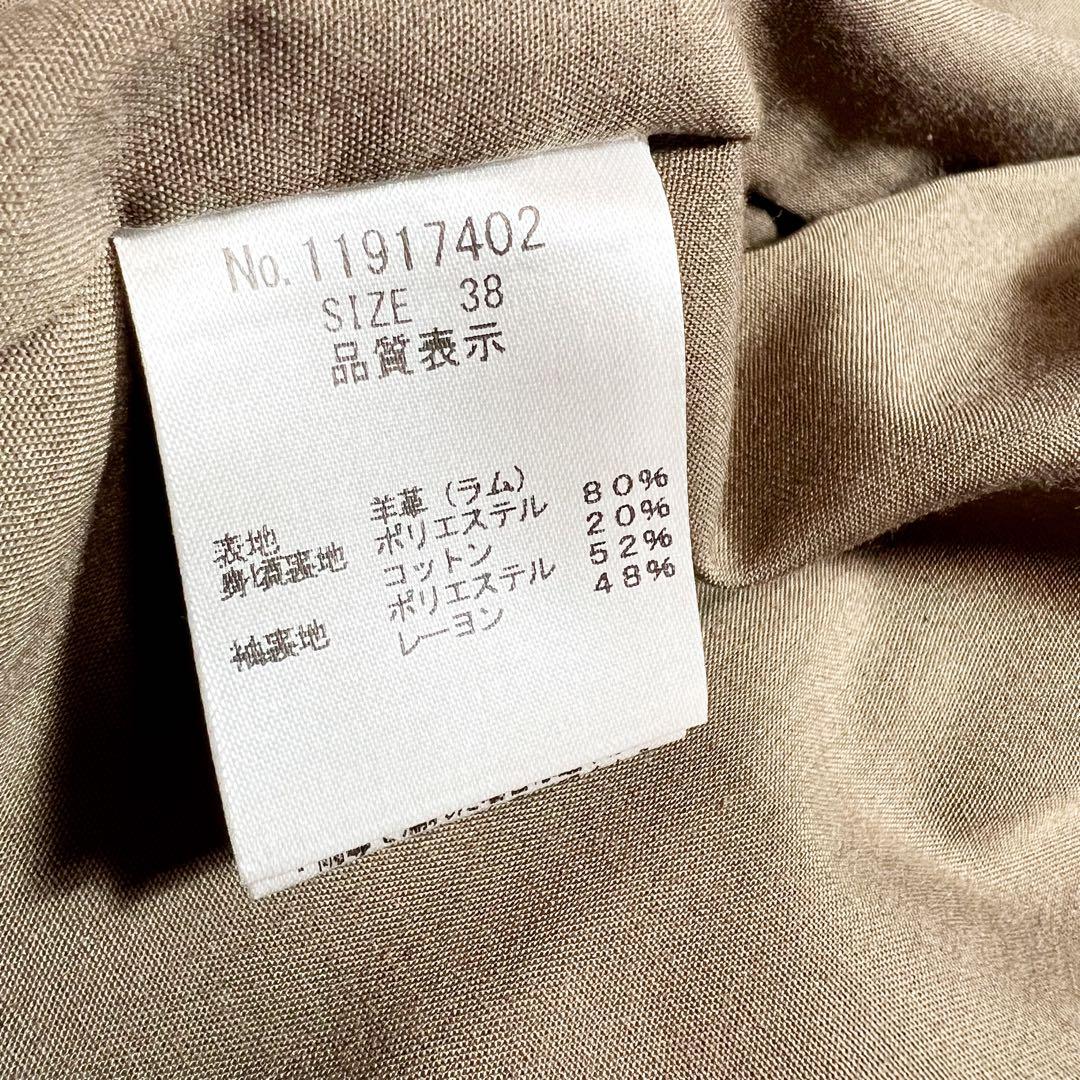 No.11917402
SIZE 38
品質表示
表地 羊革(ラム)
身頃裏地 ポリエステル 80%
コットン 20%
袖裏地 ポリエステル 52%
レーヨン 48%